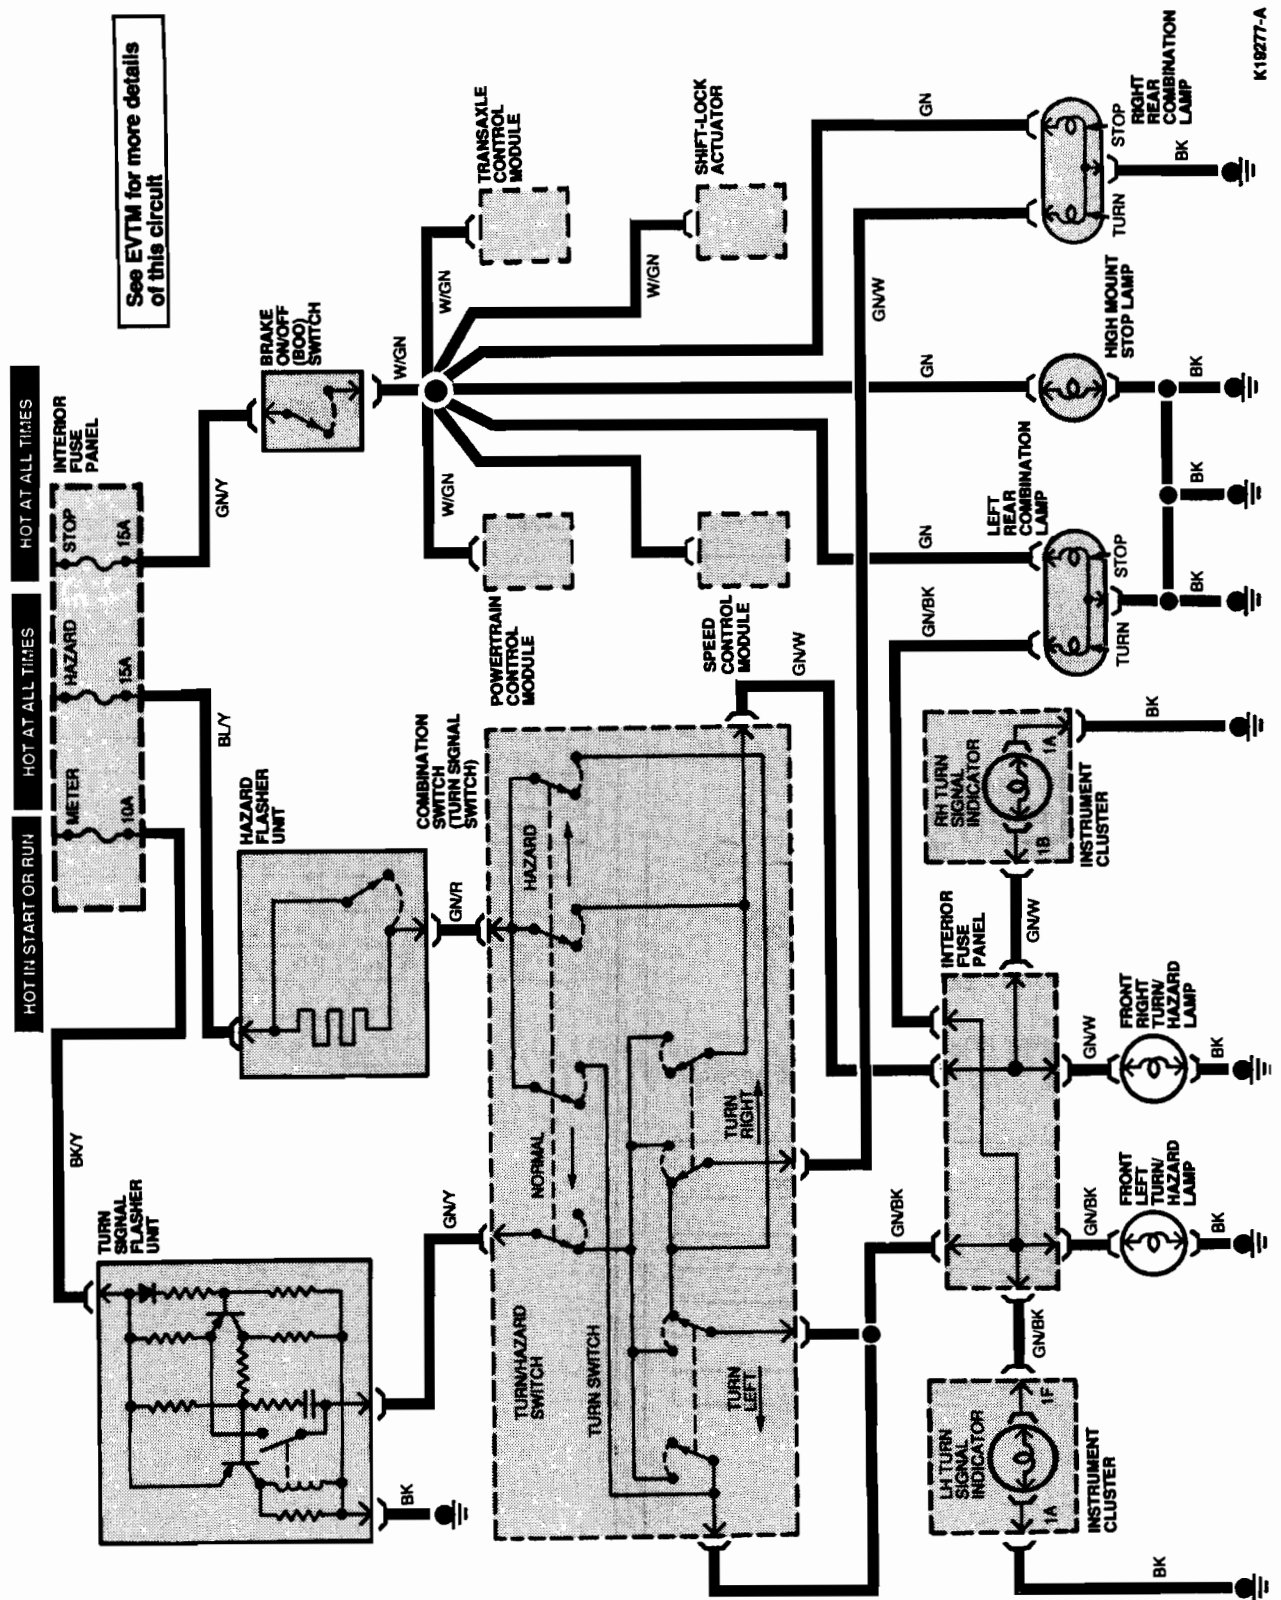 See EVTM for more details
of this circuit
HOT IN START OR RUN
HOT AT ALL TIMES
HOT AT ALL TIMES
METER
10A
HAZARD
15A
STOP
15A
INTERIOR
FUSE
PANEL
BK/Y
BL/Y
GN/Y
TURN
SIGNAL
FLASHER
UNIT
BK
GN/Y
HAZARD
FLASHER
UNIT
GN/R
BRAKE
ON/OFF
(BOO)
SWITCH
W/GN
W/GN
W/GN
W/GN
POWERTRAIN
CONTROL
MODULE
TRANSAXLE
CONTROL
MODULE
SPEED
CONTROL
MODULE
SHIFT-LOCK
ACTUATOR
COMBINATION
SWITCH
(TURN SIGNAL
SWITCH)
TURN/HAZARD
SWITCH
NORMAL
HAZARD
TURN SWITCH
TURN
LEFT
TURN
RIGHT
GN/W
GN/W
GN/BK
GN/BK
GN
GN
GN
LH TURN
SIGNAL
INDICATOR
1A
1F
INSTRUMENT
CLUSTER
BK
GN/BK
INTERIOR
FUSE
PANEL
GN/W
RH TURN
SIGNAL
INDICATOR
1B
1A
INSTRUMENT
CLUSTER
BK
GN/BK
FRONT
LEFT
TURN/
HAZARD
LAMP
BK
GN/W
FRONT
RIGHT
TURN/
HAZARD
LAMP
BK
LEFT
REAR
COMBINATION
LAMP
TURN
STOP
BK
BK
HIGH MOUNT
STOP LAMP
BK
RIGHT
REAR
COMBINATION
LAMP
TURN
STOP
BK
K19277-A